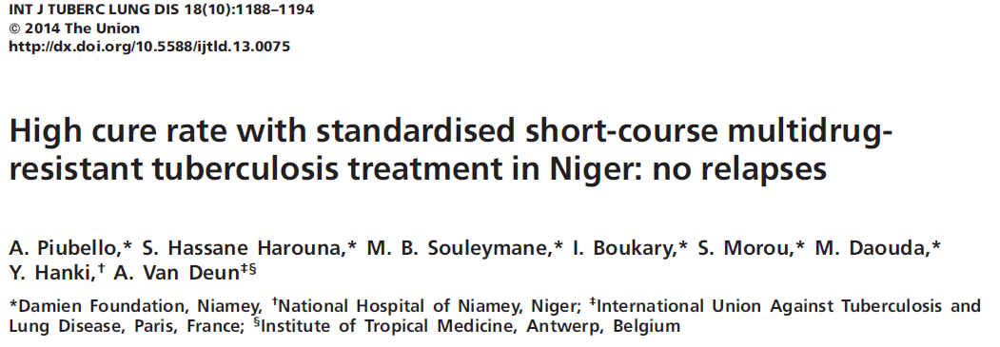 INT J TUBERC LUNG DIS 18(10):1188–1194
© 2014 The Union
http://dx.doi.org/10.5588/ijtld.13.0075
High cure rate with standardised short-course multidrug-
resistant tuberculosis treatment in Niger: no relapses
A. Piubello,* S. Hassane Harouna,* M. B. Souleymane,* I. Boukary,* S. Morou,* M. Daouda,*
Y. Hanki,† A. Van Deun‡§
*Damien Foundation, Niamey, †National Hospital of Niamey, Niger; ‡International Union Against Tuberculosis and
Lung Disease, Paris, France; §Institute of Tropical Medicine, Antwerp, Belgium